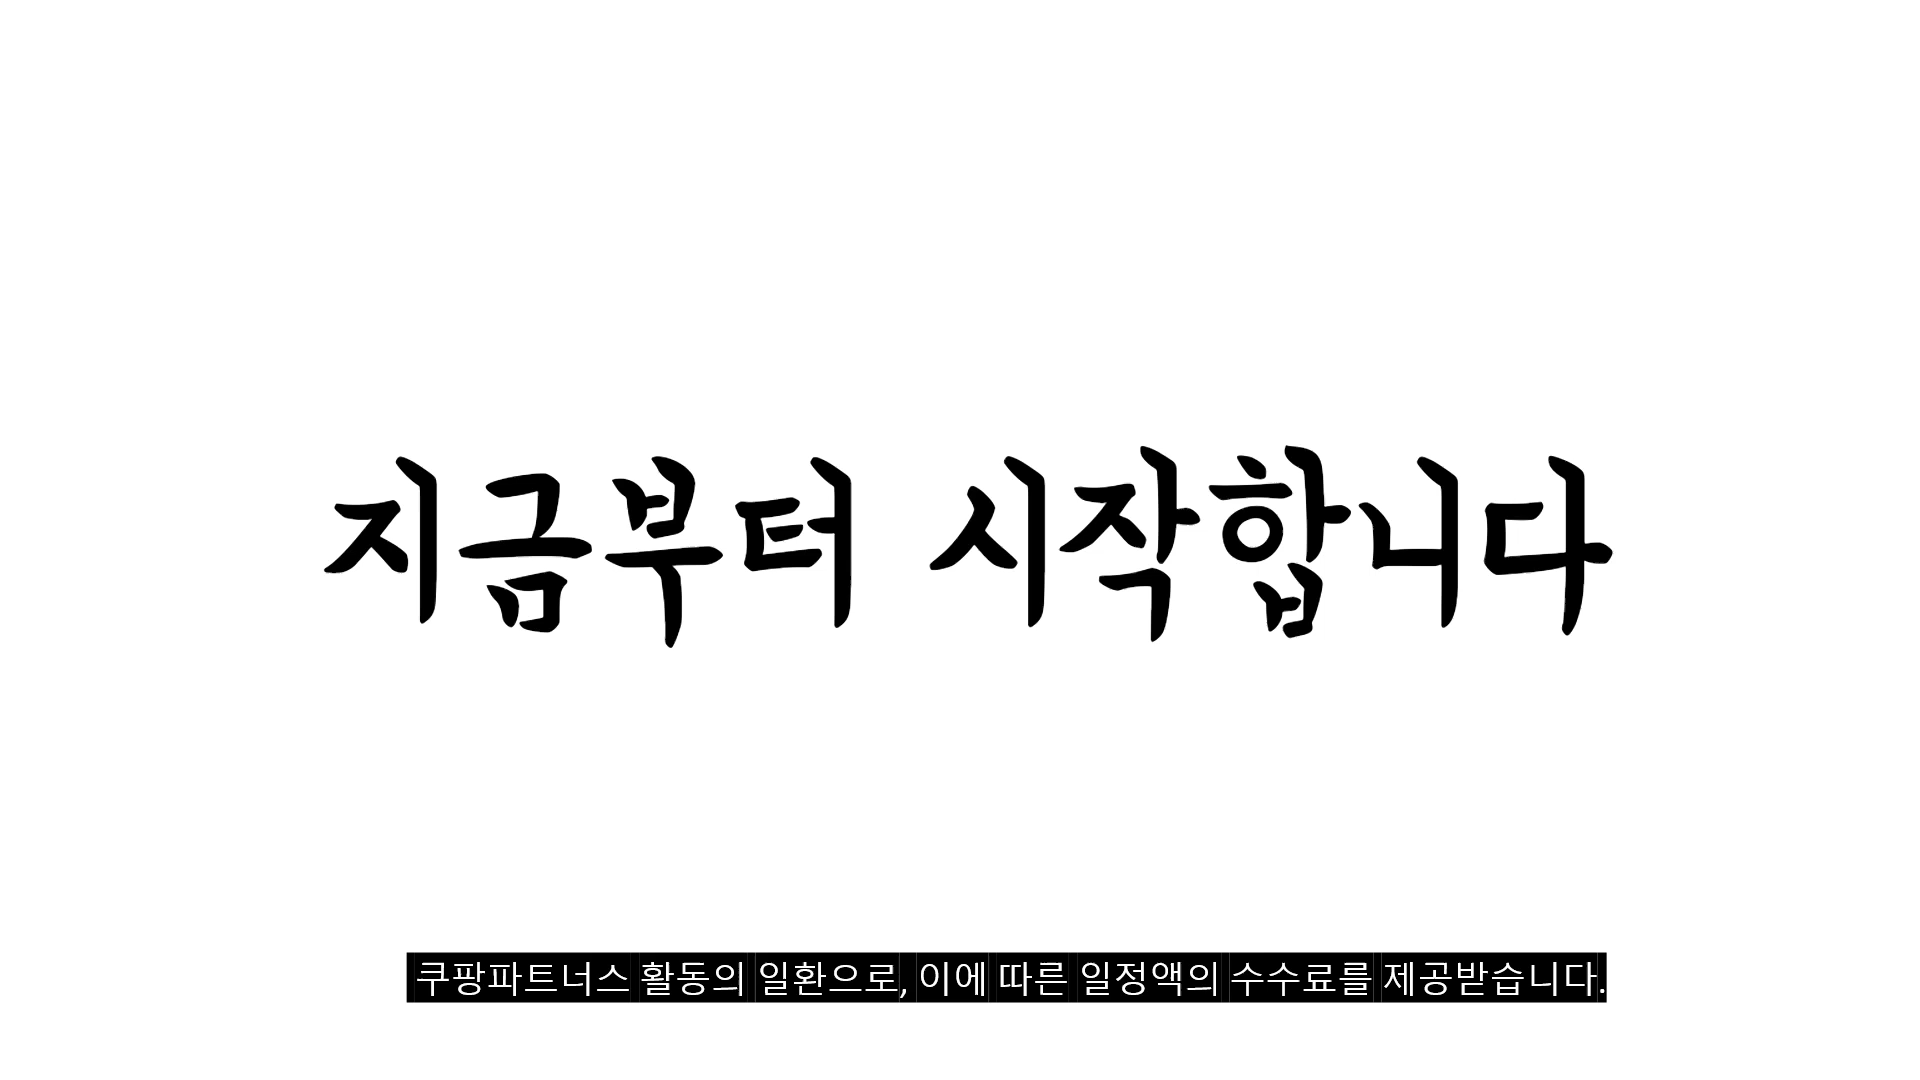 지금부터 시작합니다
쿠팡파트너스 활동의 일환으로, 이에 따른 일정액의 수수료를 제공받습니다.